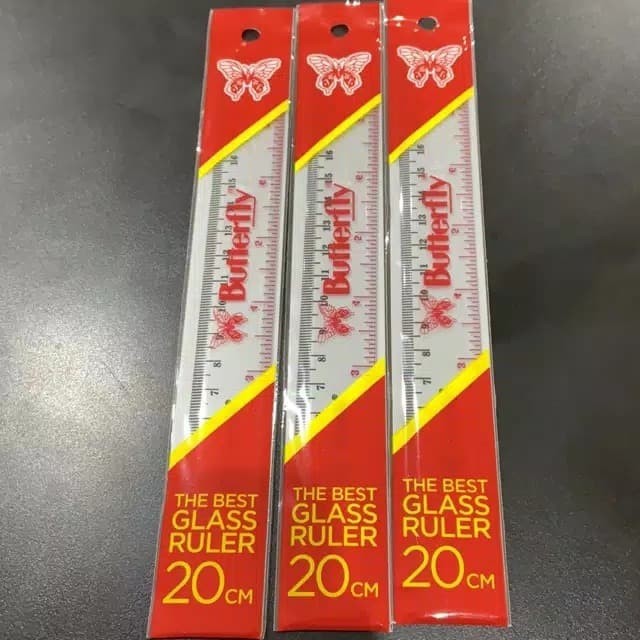 Butterfly
THE BEST
GLASS
RULER
20CM
Butterfly
THE BEST
GLASS
RULER
20CM
Butterfly
THE BEST
GLASS
RULER
20CM